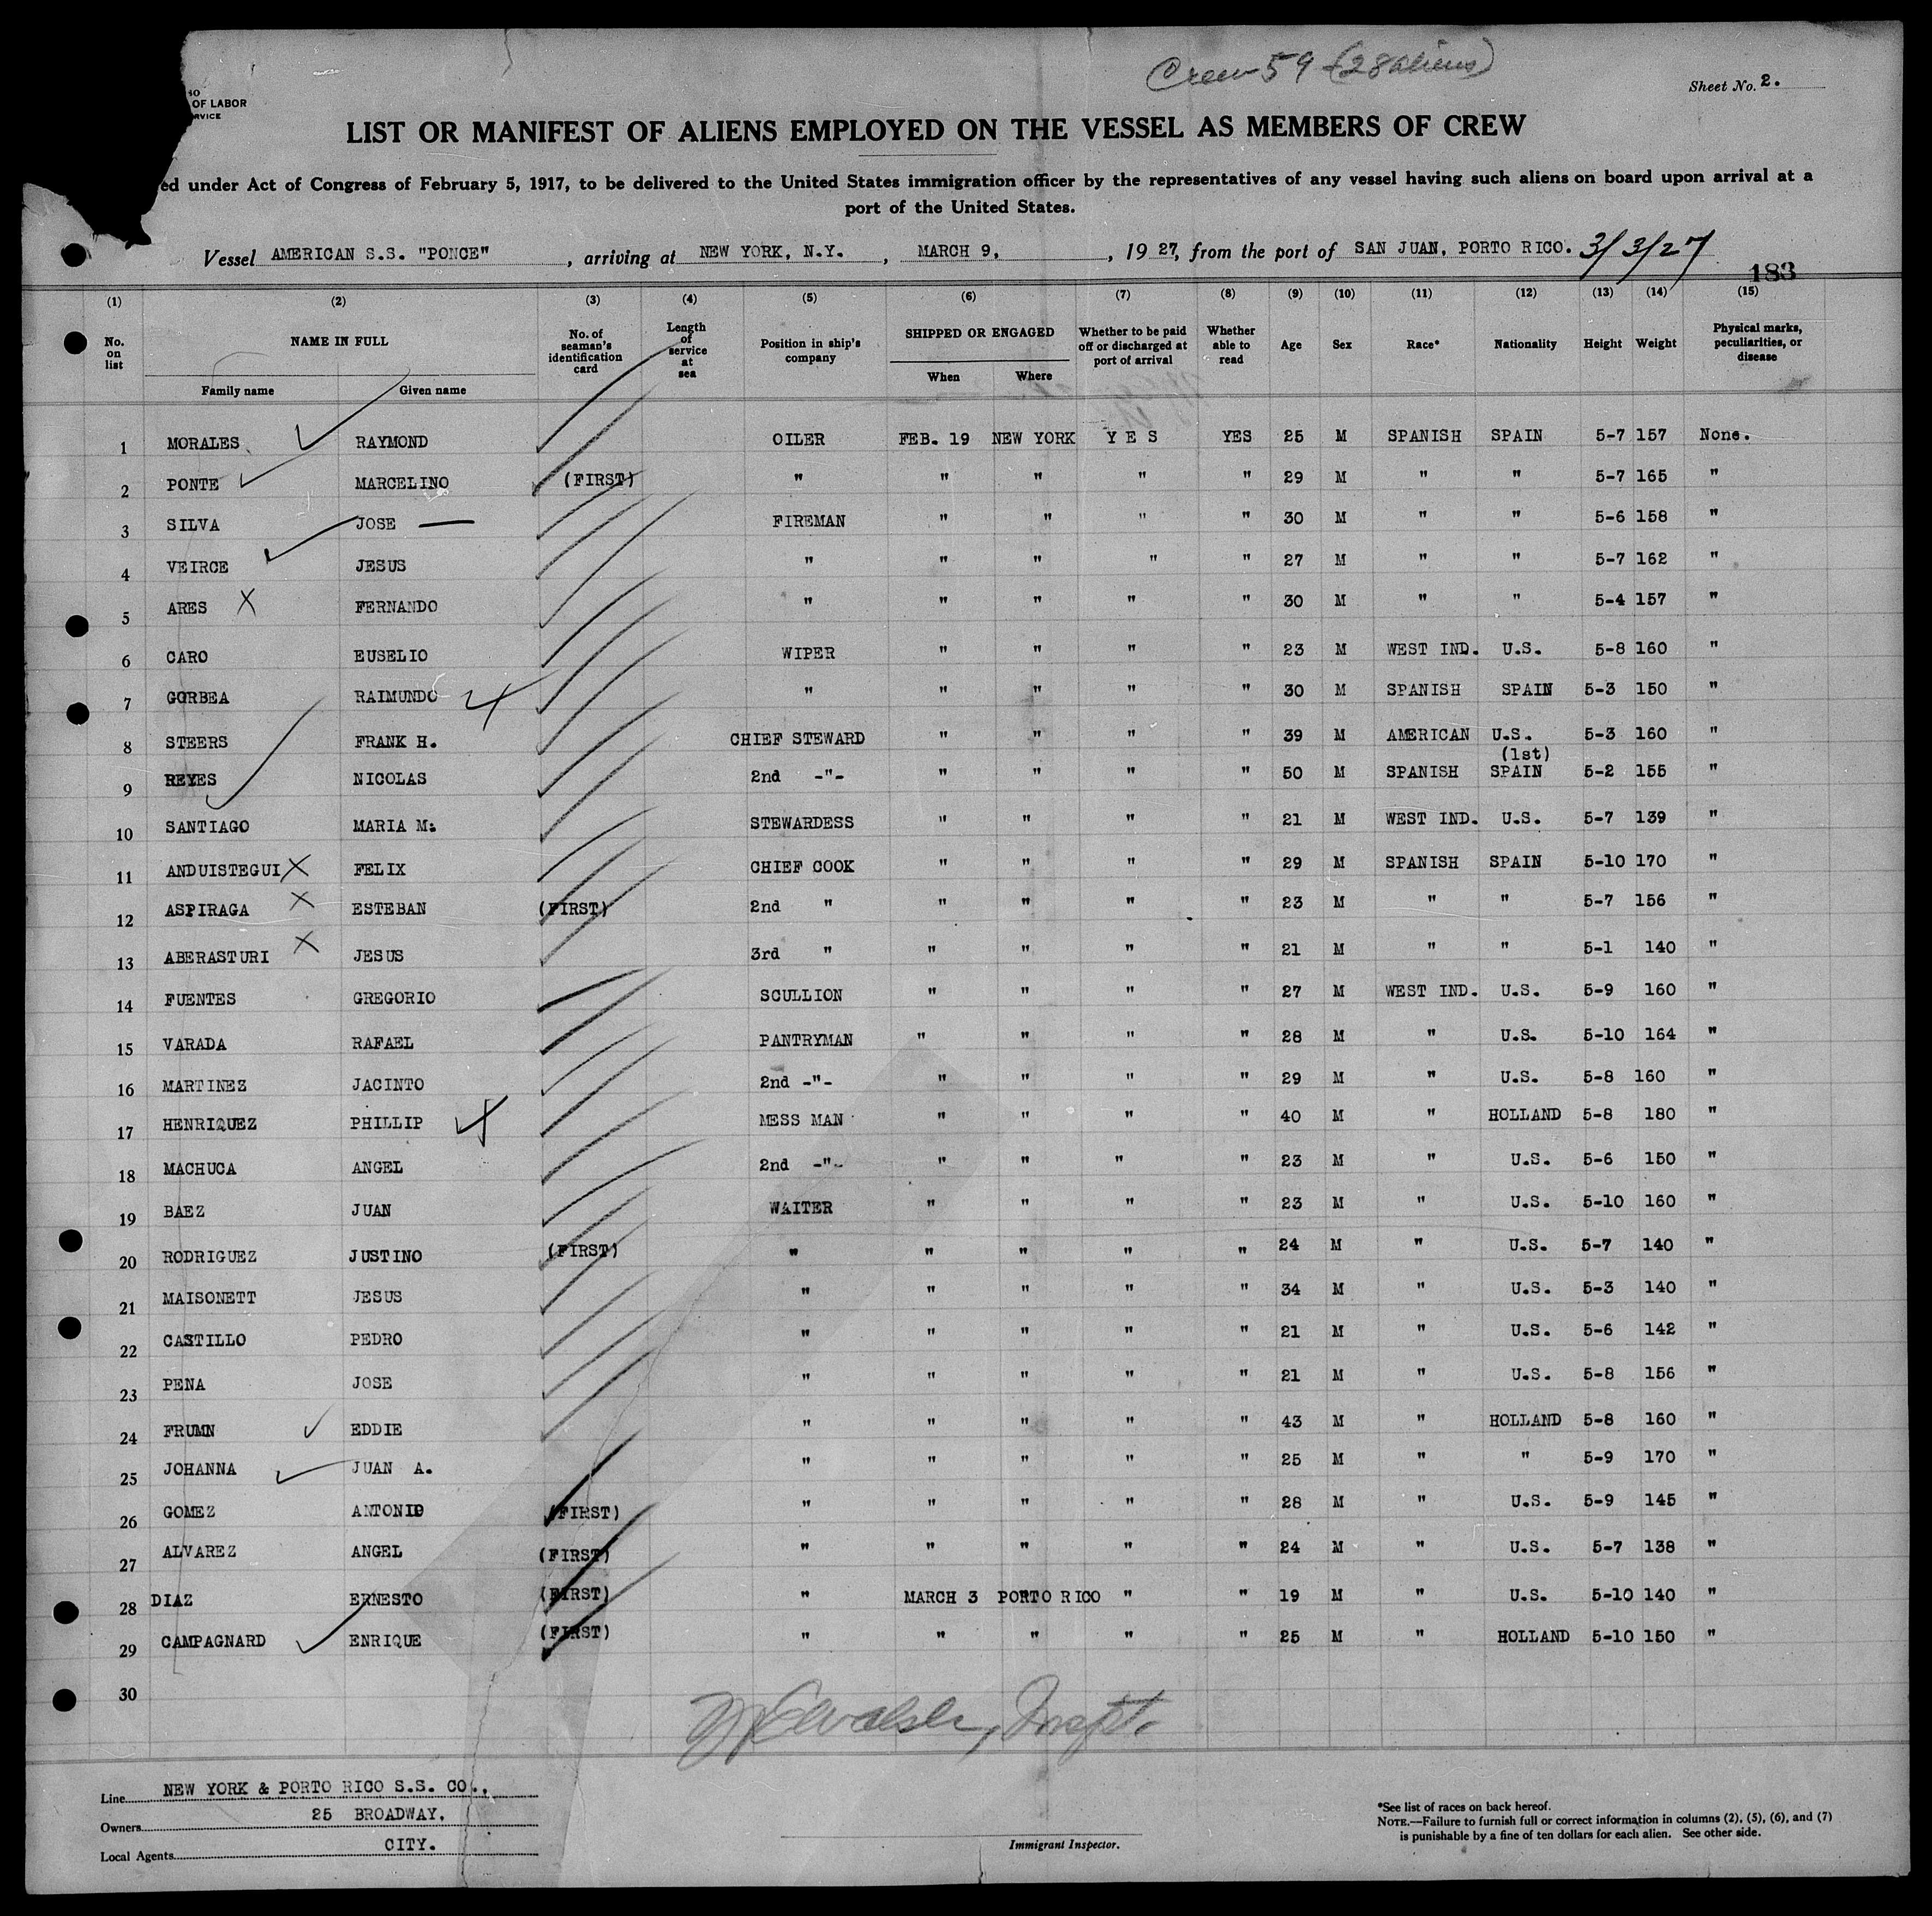 Crew 59 (28 aliens)
Sheet No. 2.
OF LABOR
LIST OR MANIFEST OF ALIENS EMPLOYED ON THE VESSEL AS MEMBERS OF CREW
ed under Act of Congress of February 5, 1917, to be delivered to the United States immigration officer by the representatives of any vessel having such aliens on board upon arrival at a
port of the United States.
Vessel AMERICAN S.S. "PONCE" , arriving at NEW YORK, N.Y. , MARCH 9, , 1927, from the port of SAN JUAN, PORTO RICO. 3/3/27
183
(1) (2) (3) (4) (5) (6) (7) (8) (9) (10) (11) (12) (13) (14) (15)
No. on list NAME IN FULL No. of seaman's identification card Length of service at sea Position in ship's company SHIPPED OR ENGAGED Whether to be paid off or discharged at port of arrival Whether able to read Age Sex Race* Nationality Height Weight Physical marks, peculiarities, or disease
Family name Given name When Where
1 MORALES RAYMOND OILER FEB. 19 NEW YORK Y E S YES 25 M SPANISH SPAIN 5-7 157 None.
2 PONTE MARCELINO (FIRST) " " " " " 29 M " " 5-7 165 "
3 SILVA JOSE FIREMAN " " " " 30 M " " 5-6 158 "
4 VEIRCE JESUS " " " " " 27 M " " 5-7 162 "
5 ARES X FERNANDO " " " " " 30 M " " 5-4 157 "
6 CARO EUSELIO WIPER " " " " 23 M WEST IND. U.S. 5-8 160 "
7 GORBEA RAIMUNDO " " " " " 30 M SPANISH SPAIN 5-3 150 "
8 STEERS FRANK H. CHIEF STEWARD " " " " 39 M AMERICAN U.S. 5-3 160 "
(1st)
9 REYES NICOLAS 2nd -"- " " " " 50 M SPANISH SPAIN 5-2 155 "
10 SANTIAGO MARIA M. STEWARDESS " " " " 21 M WEST IND. U.S. 5-7 139 "
11 ANDUISTEGUI X FELIX CHIEF COOK " " " " 29 M SPANISH SPAIN 5-10 170 "
12 ASPIRAGA X ESTEBAN (FIRST) 2nd " " " " " 23 M " " 5-7 156 "
13 ABERASTURI X JESUS 3rd " " " " " 21 M " " 5-1 140 "
14 FUENTES GREGORIO SCULLION " " " " 27 M WEST IND. U.S. 5-9 160 "
15 VARADA RAFAEL PANTRYMAN " " " " 28 M " U.S. 5-10 164 "
16 MARTINEZ JACINTO 2nd -"- " " " " 29 M " U.S. 5-8 160 "
17 HENRIQUEZ PHILLIP MESS MAN " " " " 40 M " HOLLAND 5-8 180 "
18 MACHUCA ANGEL 2nd -"- " " " " 23 M " U.S. 5-6 150 "
19 BAEZ JUAN WAITER " " " " 23 M " U.S. 5-10 160 "
20 RODRIGUEZ JUSTINO (FIRST) " " " " " 24 M " U.S. 5-7 140 "
21 MAISONETT JESUS " " " " " 34 M " U.S. 5-3 140 "
22 CASTILLO PEDRO " " " " " 21 M " U.S. 5-6 142 "
23 PENA JOSE " " " " " 21 M " U.S. 5-8 156 "
24 FRUMN EDDIE " " " " " 43 M " HOLLAND 5-8 160 "
25 JOHANNA JUAN A. " " " " " 25 M " " 5-9 170 "
26 GOMEZ ANTONIO (FIRST) " " " " " 28 M " U.S. 5-9 145 "
27 ALVAREZ ANGEL (FIRST) " " " " " 24 M " U.S. 5-7 138 "
28 DIAZ ERNESTO (FIRST) " MARCH 3 PORTO RICO " " 19 M " U.S. 5-10 140 "
29 CAMPAGNARD ENRIQUE (FIRST) " " " " " 25 M " HOLLAND 5-10 150 "
30
Line NEW YORK & PORTO RICO S.S. CO.,
Owners 25 BROADWAY.
Local Agents CITY.
Immigrant Inspector.
*See list of races on back hereof.
NOTE.—Failure to furnish full or correct information in columns (2), (5), (6), and (7)
is punishable by a fine of ten dollars for each alien. See other side.